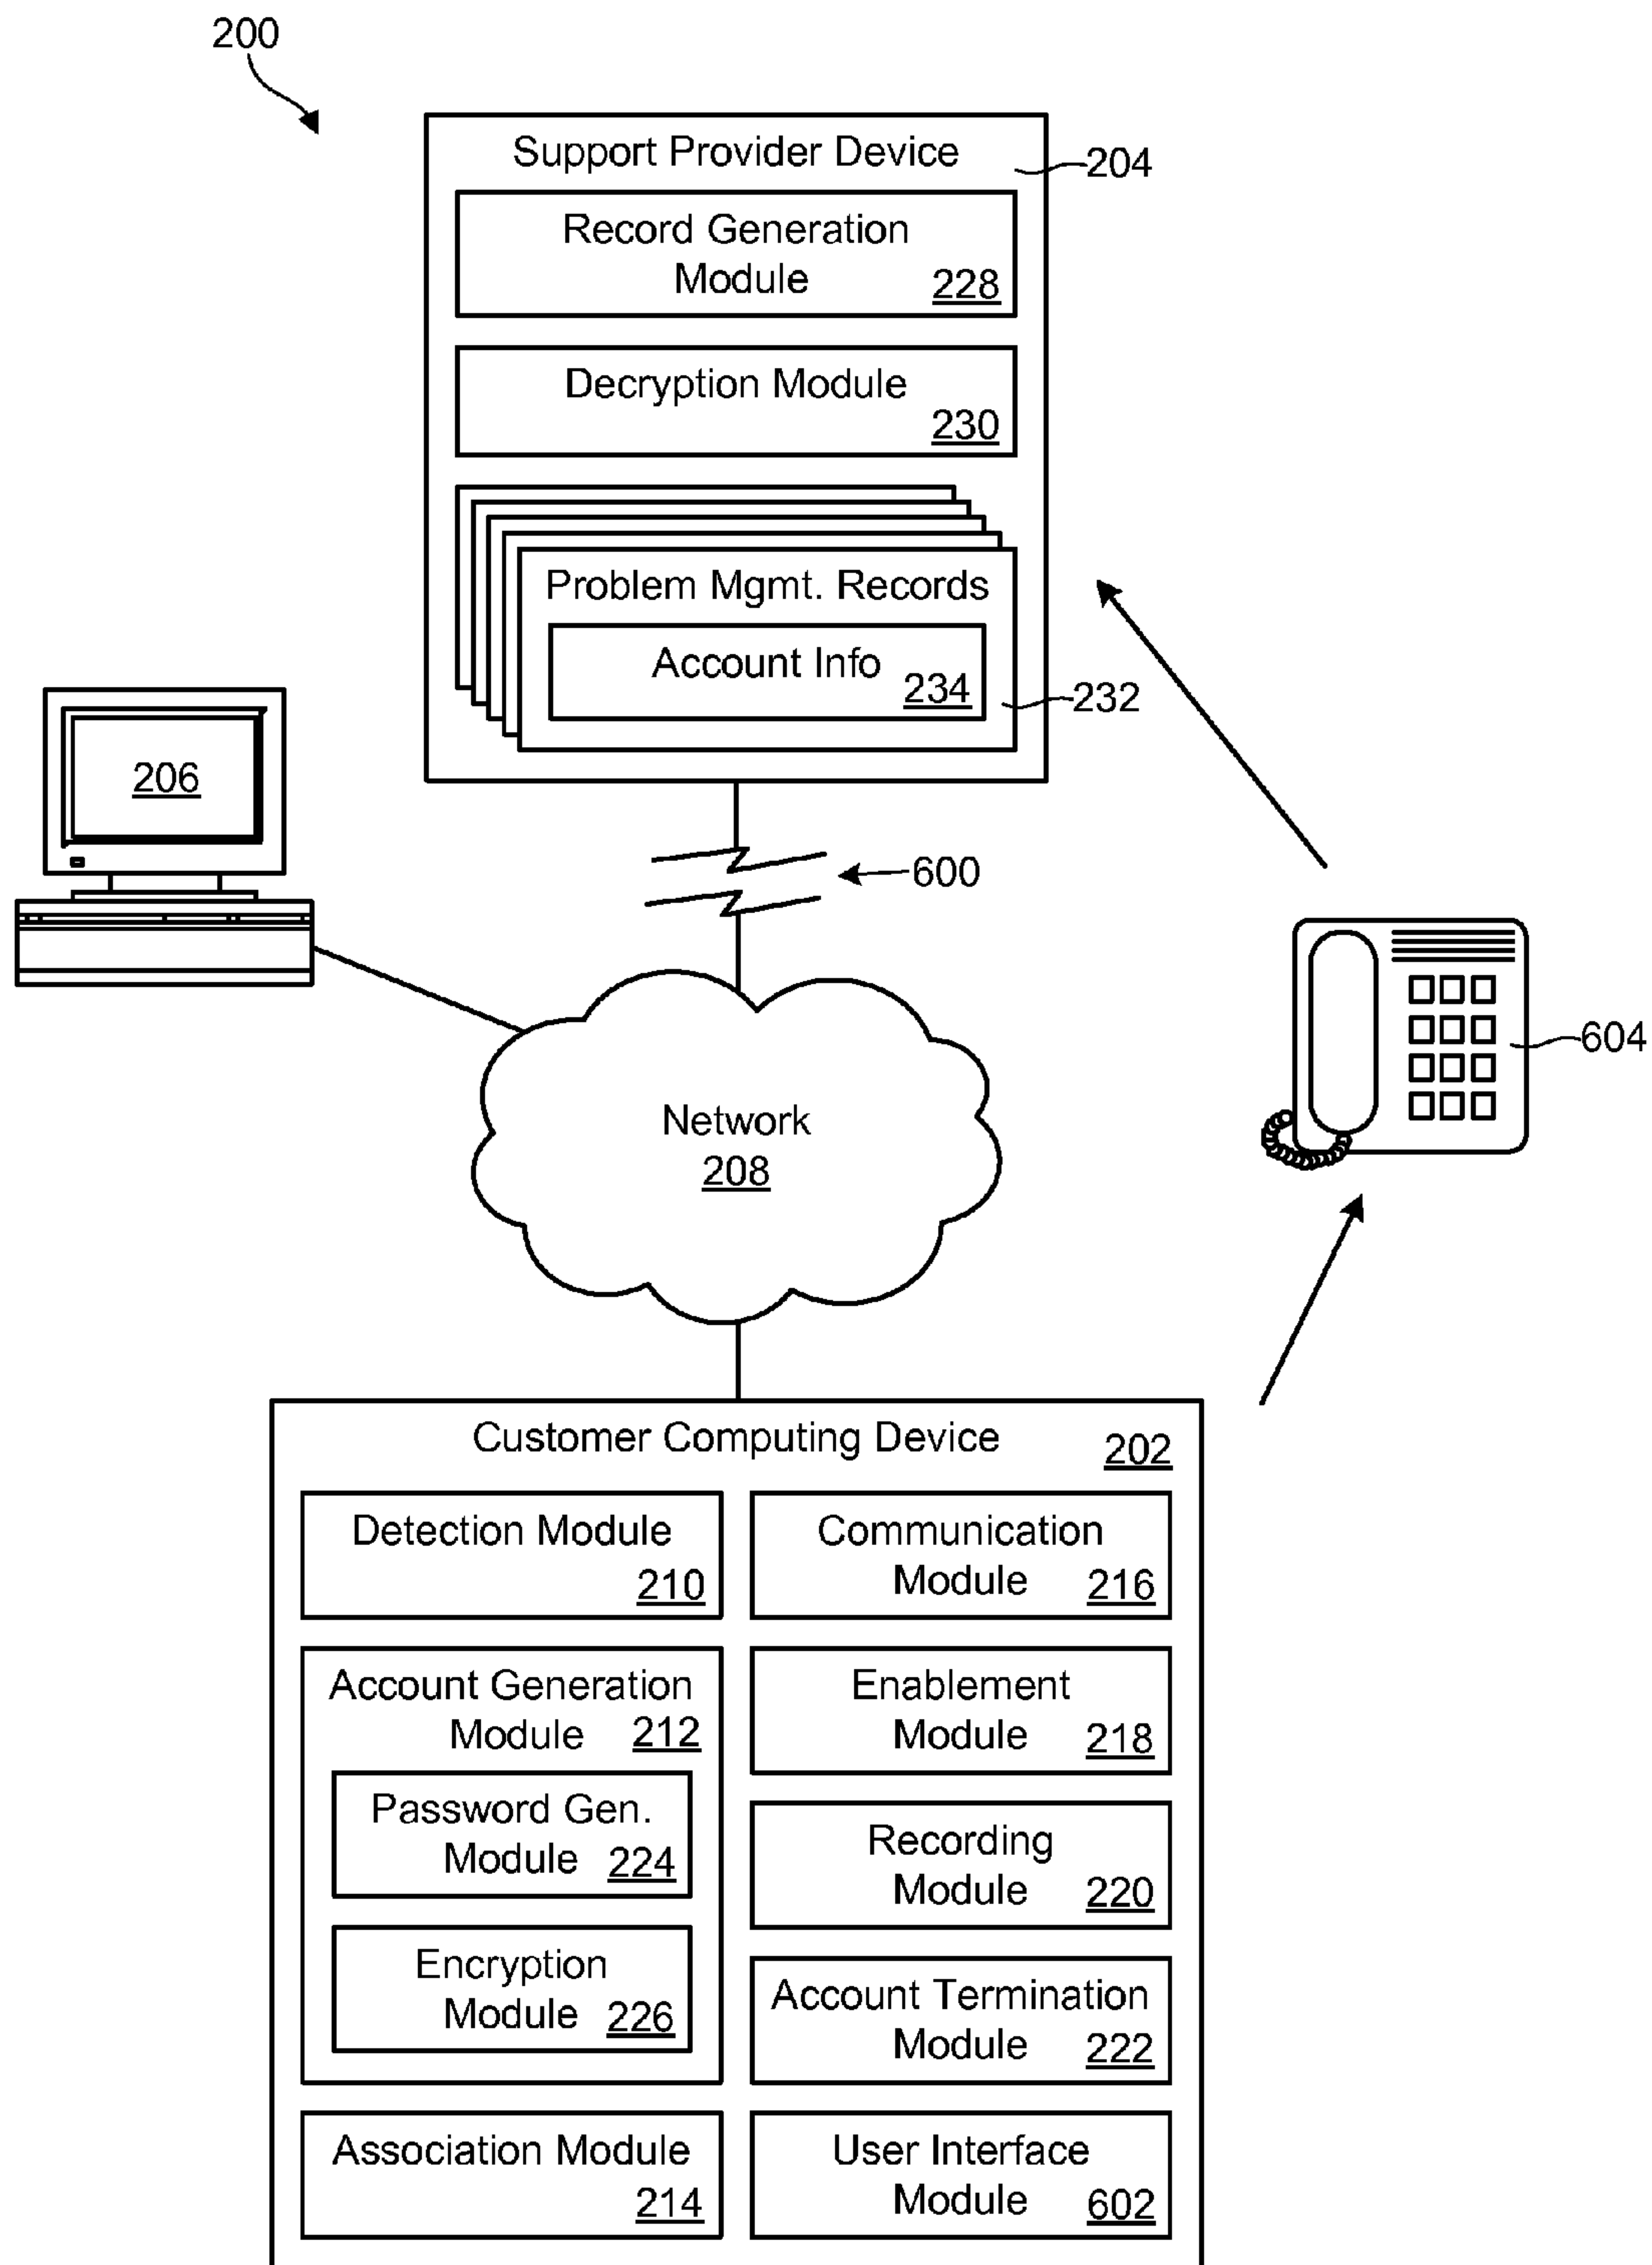 200
Support Provider Device
204
Record Generation
Module 228
Decryption Module
230
Problem Mgmt. Records
Account Info
234
232
206
600
604
Network
208
Customer Computing Device 202
Detection Module
210
Communication
Module 216
Account Generation
Module 212
Password Gen.
Module 224
Encryption
Module 226
Enablement
Module 218
Recording
Module 220
Account Termination
Module 222
Association Module
214
User Interface
Module 602